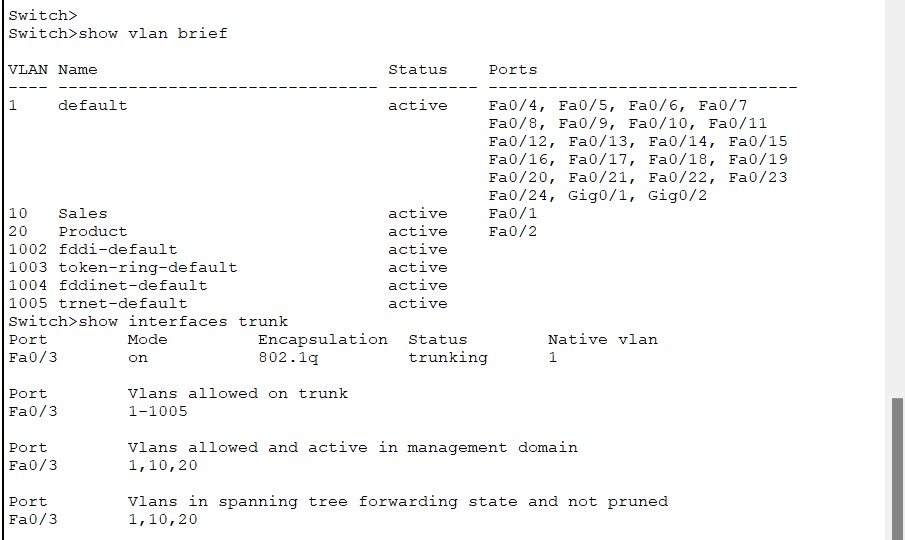 Switch>
Switch>show vlan brief
VLAN Name                             Status    Ports
---- -------------------------------- --------- -------------------------------
1    default                          active    Fa0/4, Fa0/5, Fa0/6, Fa0/7
                                                Fa0/8, Fa0/9, Fa0/10, Fa0/11
                                                Fa0/12, Fa0/13, Fa0/14, Fa0/15
                                                Fa0/16, Fa0/17, Fa0/18, Fa0/19
                                                Fa0/20, Fa0/21, Fa0/22, Fa0/23
                                                Fa0/24, Gig0/1, Gig0/2
10   Sales                            active    Fa0/1
20   Product                          active    Fa0/2
1002 fddi-default                     active
1003 token-ring-default               active
1004 fddinet-default                  active
1005 trnet-default                    active
Switch>show interfaces trunk
Port        Mode         Encapsulation  Status        Native vlan
Fa0/3       on           802.1q         trunking      1
Port        Vlans allowed on trunk
Fa0/3       1-1005
Port        Vlans allowed and active in management domain
Fa0/3       1,10,20
Port        Vlans in spanning tree forwarding state and not pruned
Fa0/3       1,10,20